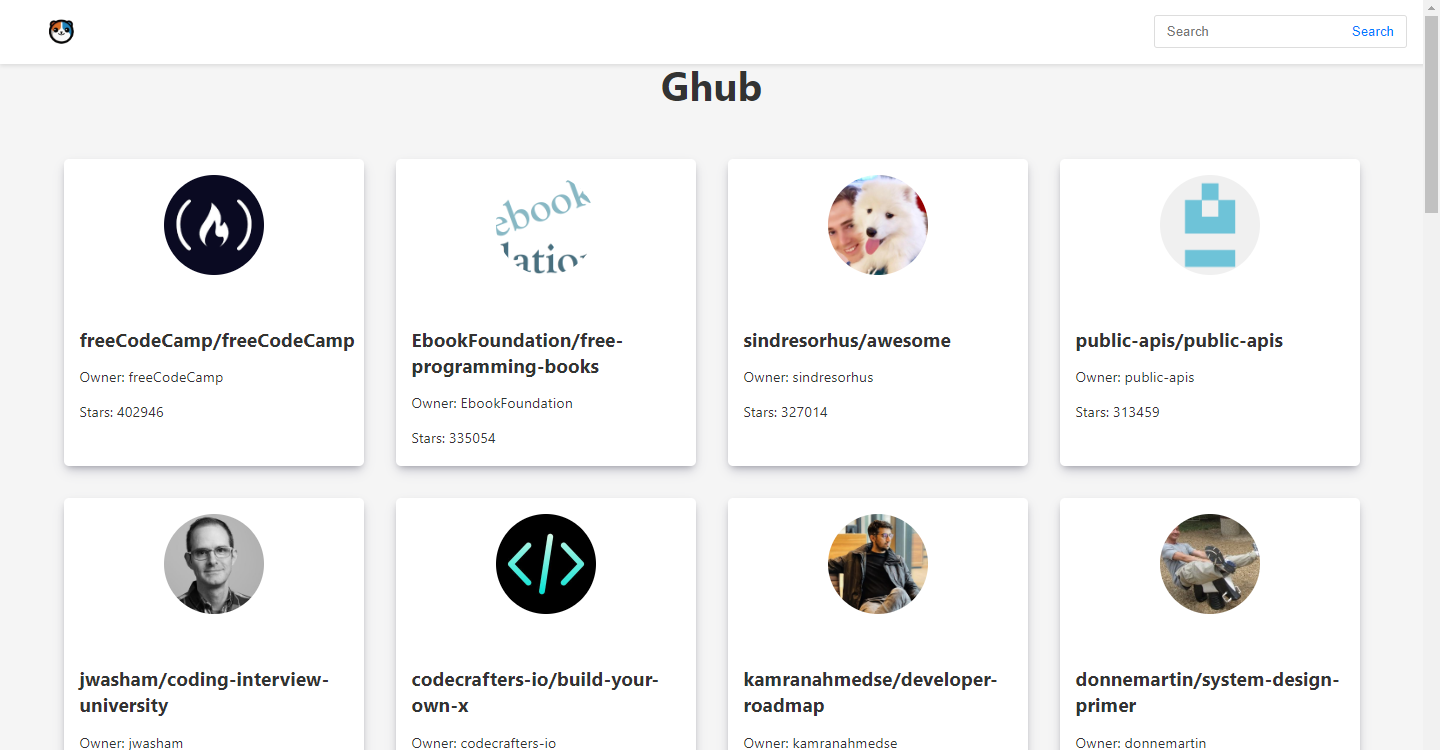 Search Search
Ghub
ebook
lation
freeCodeCamp/freeCodeCamp
Owner: freeCodeCamp
Stars: 402946
EbookFoundation/free-
programming-books
Owner: EbookFoundation
Stars: 335054
sindresorhus/awesome
Owner: sindresorhus
Stars: 327014
public-apis/public-apis
Owner: public-apis
Stars: 313459
jwasham/coding-interview-
university
Owner: jwasham
codecrafters-io/build-your-
own-x
Owner: codecrafters-io
kamranahmedse/developer-
roadmap
Owner: kamranahmedse
donnemartin/system-design-
primer
Owner: donnemartin